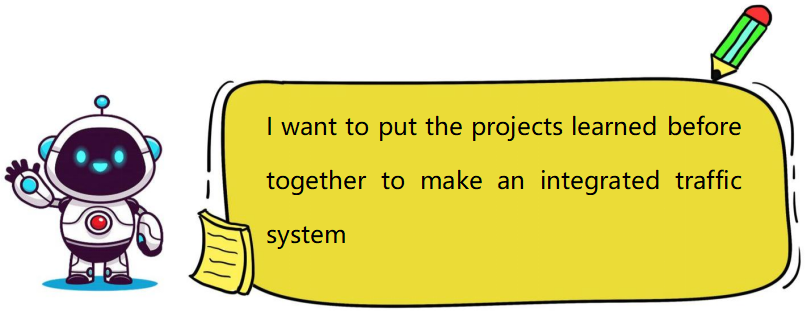 I want to put the projects learned before
together to make an integrated traffic
system